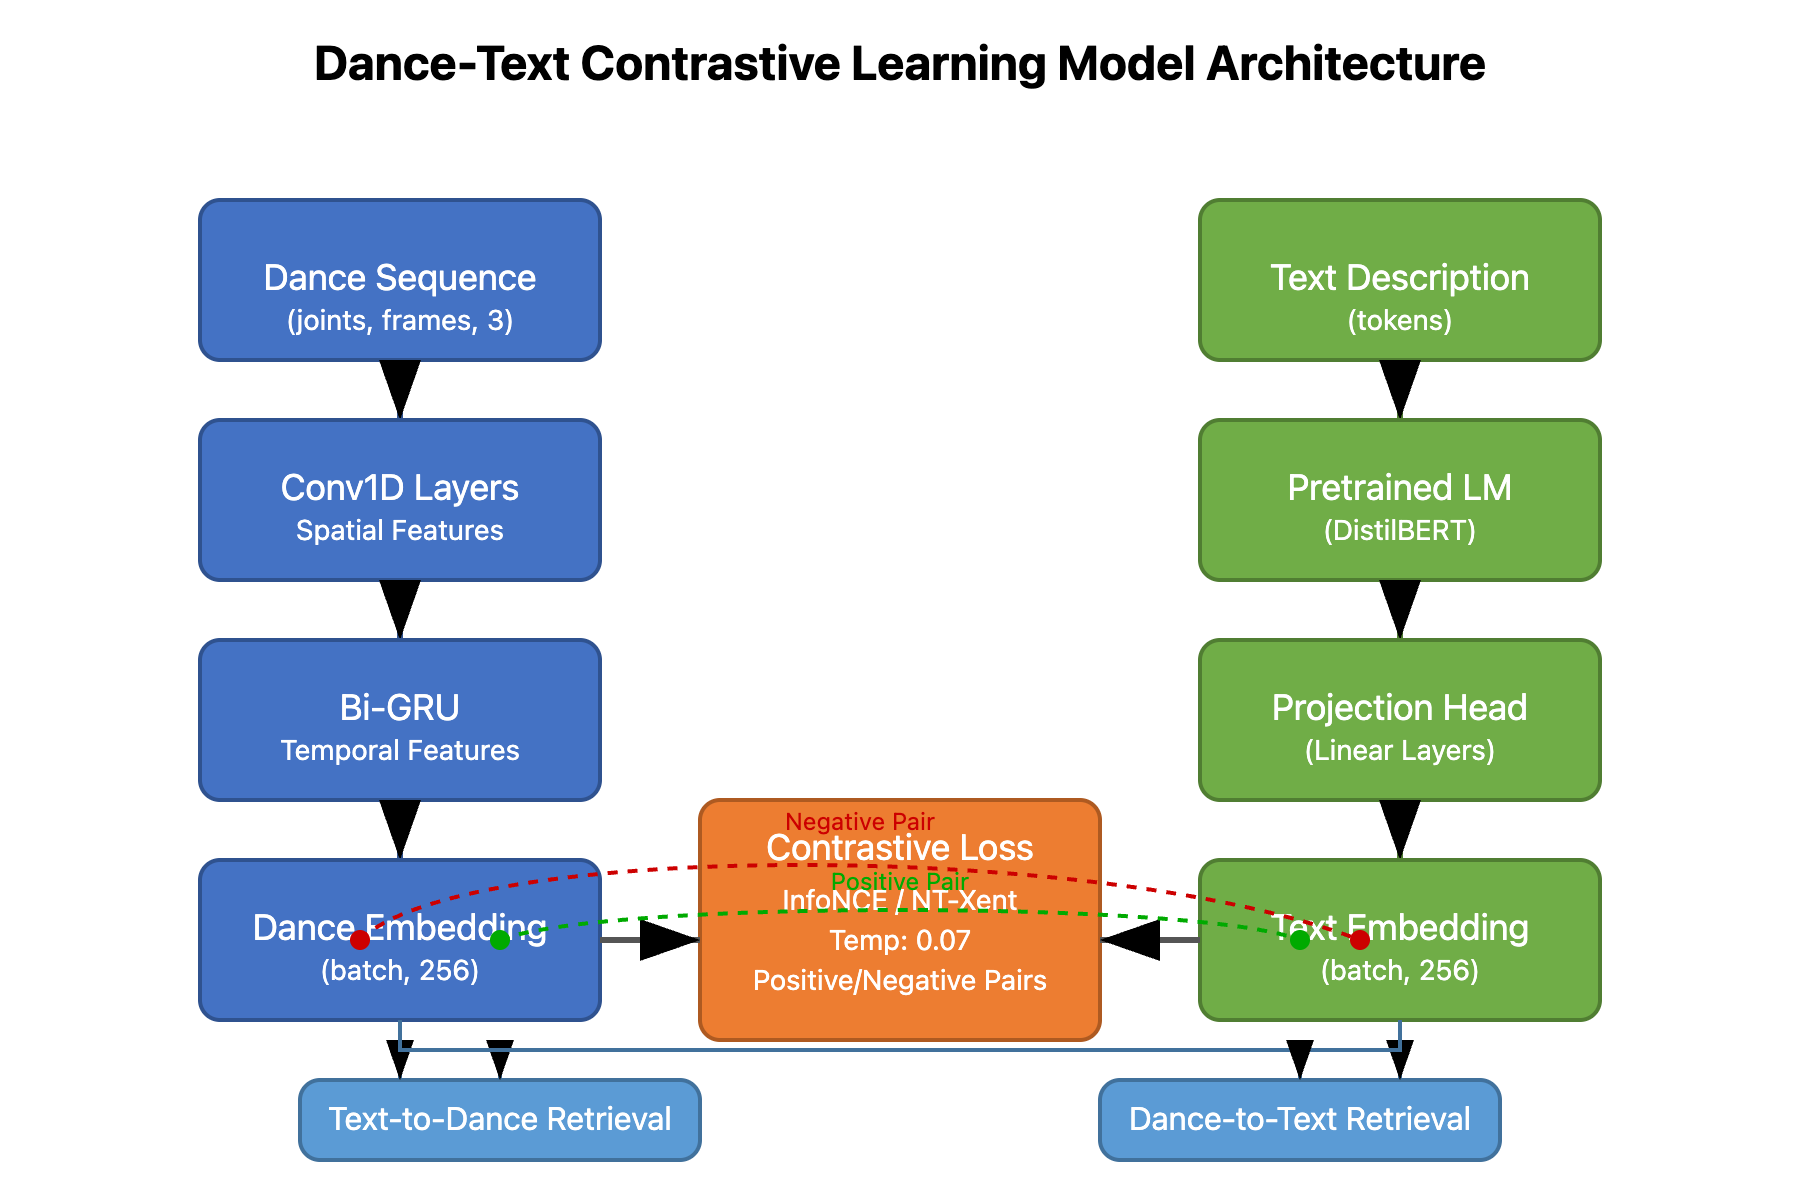 Dance-Text Contrastive Learning Model Architecture
Dance Sequence
(joints, frames, 3)
Conv1D Layers
Spatial Features
Bi-GRU
Temporal Features
Dance Embedding
(batch, 256)
Negative Pair
Contrastive Loss
Positive Pair
InfoNCE / NT-Xent
Temp: 0.07
Positive/Negative Pairs
Text Description
(tokens)
Pretrained LM
(DistilBERT)
Projection Head
(Linear Layers)
Text Embedding
(batch, 256)
Text-to-Dance Retrieval
Dance-to-Text Retrieval